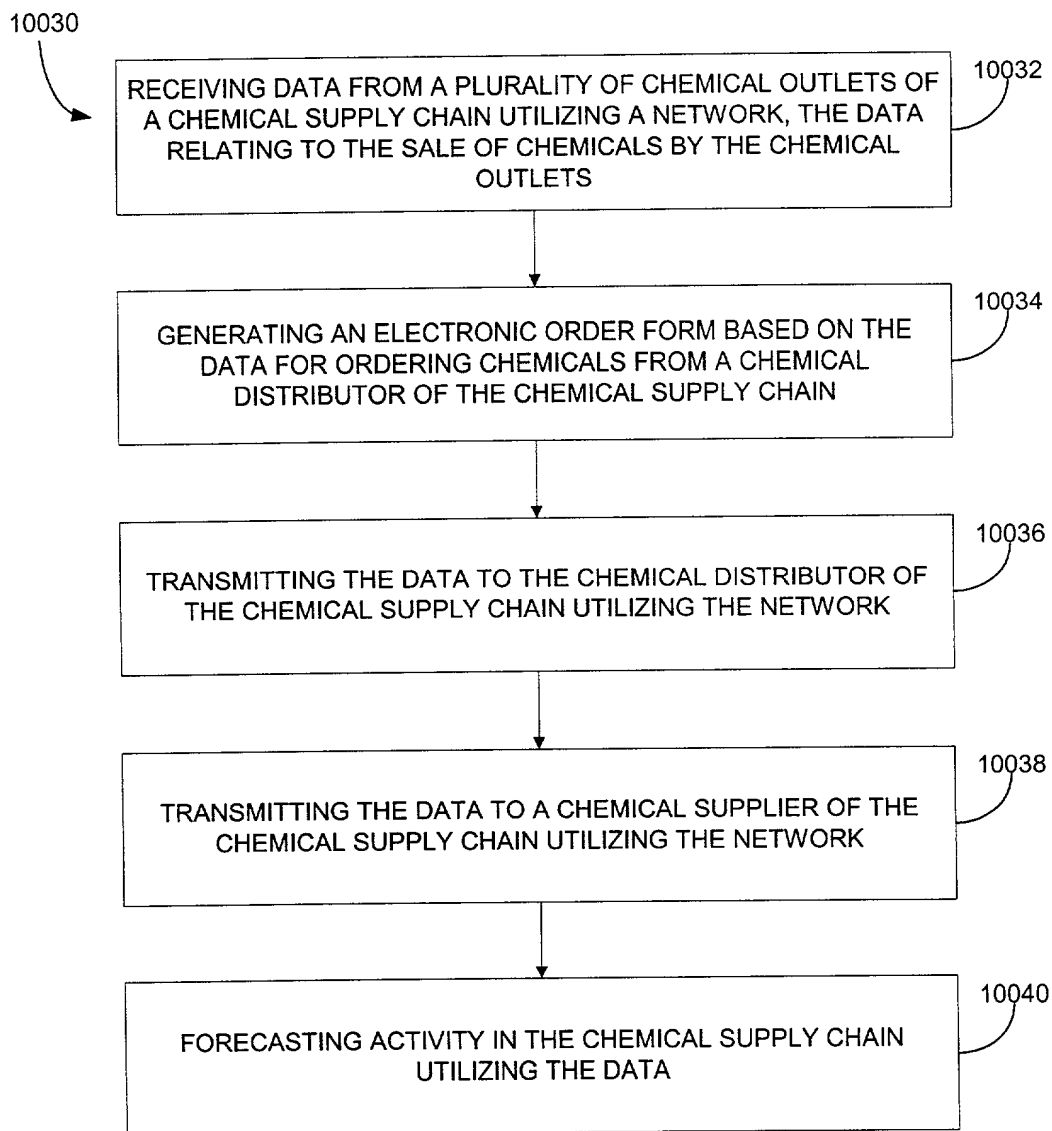 10030
RECEIVING DATA FROM A PLURALITY OF CHEMICAL OUTLETS OF
A CHEMICAL SUPPLY CHAIN UTILIZING A NETWORK, THE DATA
RELATING TO THE SALE OF CHEMICALS BY THE CHEMICAL
OUTLETS
10032
GENERATING AN ELECTRONIC ORDER FORM BASED ON THE
DATA FOR ORDERING CHEMICALS FROM A CHEMICAL
DISTRIBUTOR OF THE CHEMICAL SUPPLY CHAIN
10034
TRANSMITTING THE DATA TO THE CHEMICAL DISTRIBUTOR OF
THE CHEMICAL SUPPLY CHAIN UTILIZING THE NETWORK
10036
TRANSMITTING THE DATA TO A CHEMICAL SUPPLIER OF THE
CHEMICAL SUPPLY CHAIN UTILIZING THE NETWORK
10038
FORECASTING ACTIVITY IN THE CHEMICAL SUPPLY CHAIN
UTILIZING THE DATA
10040